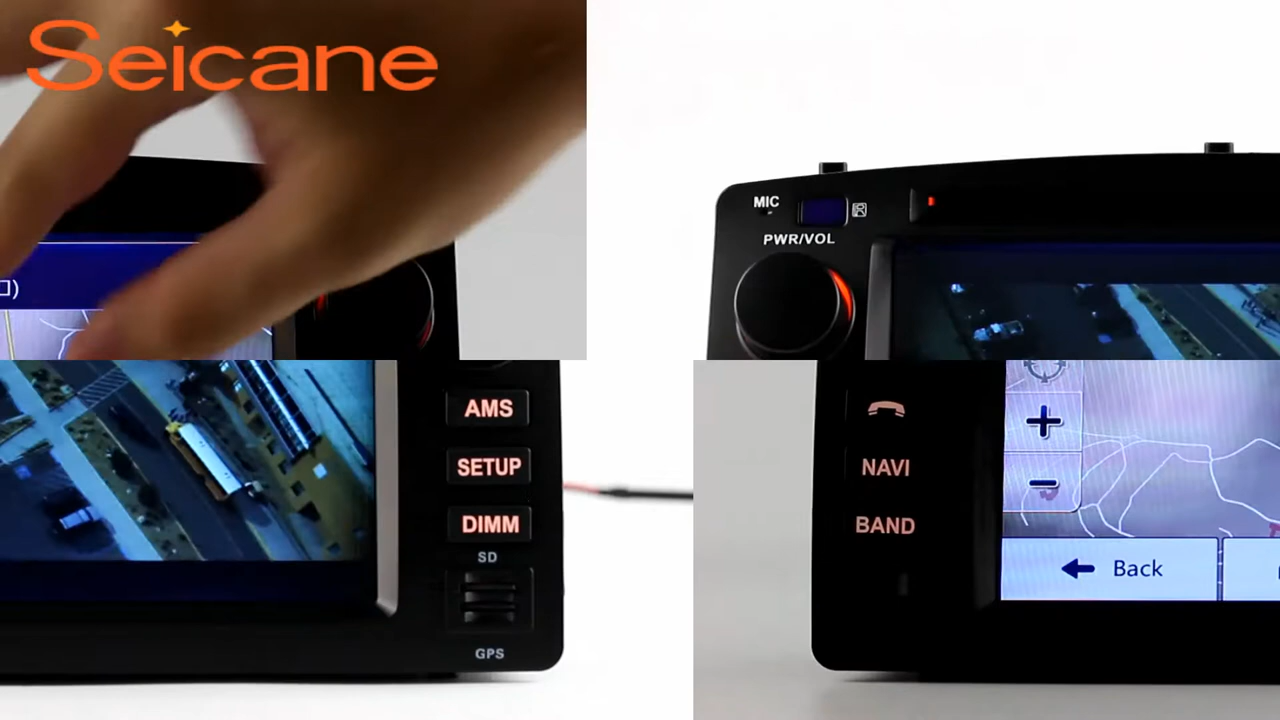 Seicane
MIC
PWR/VOL
AMS
SETUP
DIMM
SD
GPS
NAVI
BAND
+
-
Back